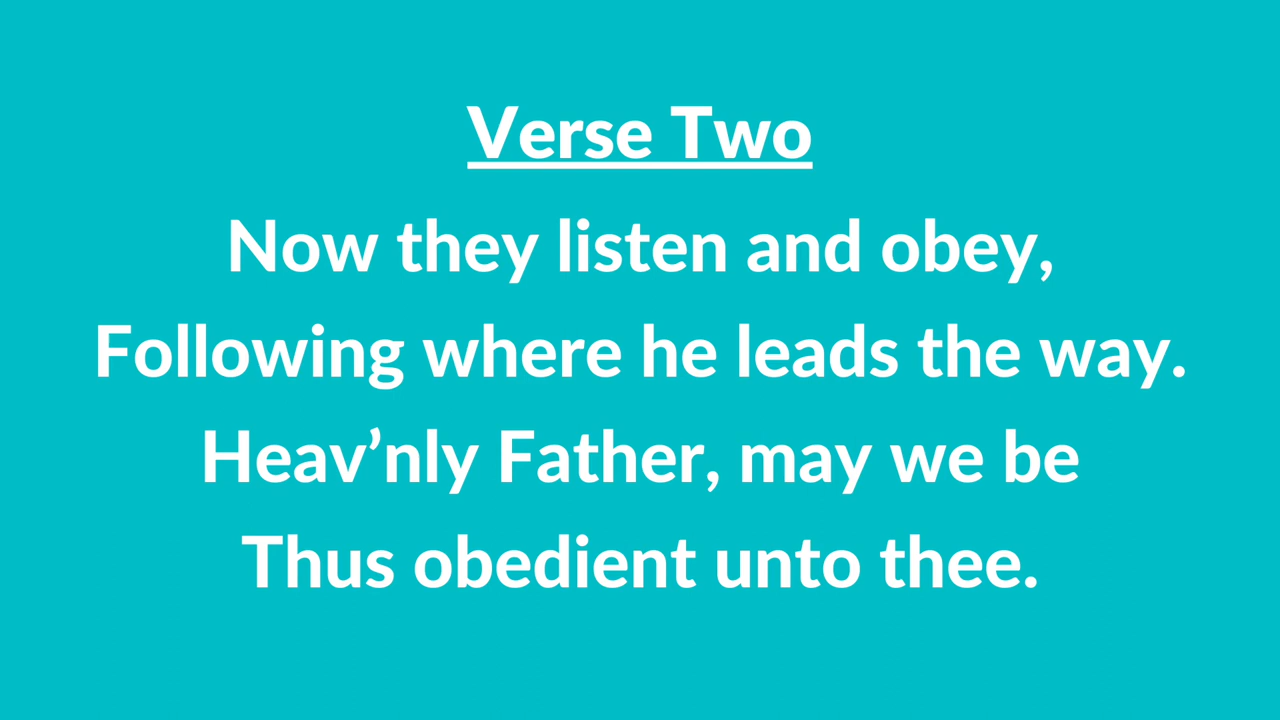 Verse Two
Now they listen and obey,
Following where he leads the way.
Heav’nly Father, may we be
Thus obedient unto thee.